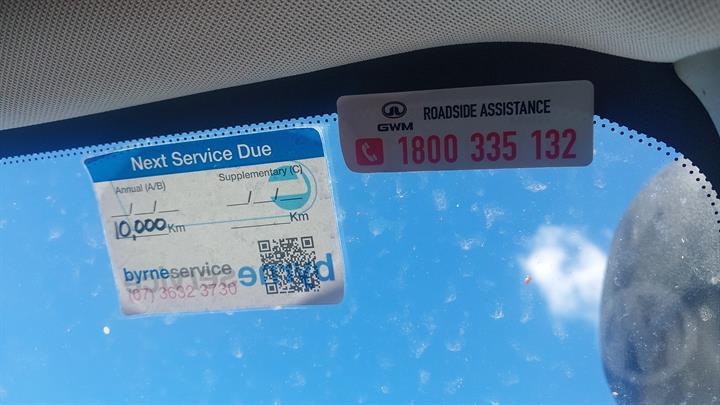 GWM
ROADSIDE ASSISTANCE
1800 335 132
Next Service Due
Annual (A/B)
Supplementary (C)
_/_/_
_/_/_
10,000 Km
Km
byrneservice
(07) 3632 3730